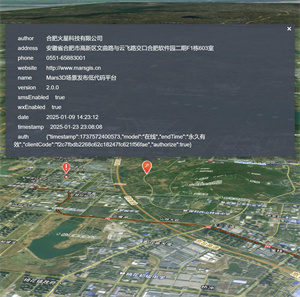 author 合肥火星科技有限公司
address 安徽省合肥市高新区文曲路与云飞路交口合肥软件园二期F1栋603室
phone 0551-65883001
website http://www.marsgis.cn
name Mars3D场景发布低代码平台
version 2.0.0
smsEnabled true
wxEnabled true
date 2025-01-09 14:23:12
timestamp 2025-01-23 23:08:08
auth {"timestamp":1737572400573,"model":"在线","endTime":"永久有
效","clientCode":"f2c7fbdb2268c62c18247fc621f56fae","authorize":true}